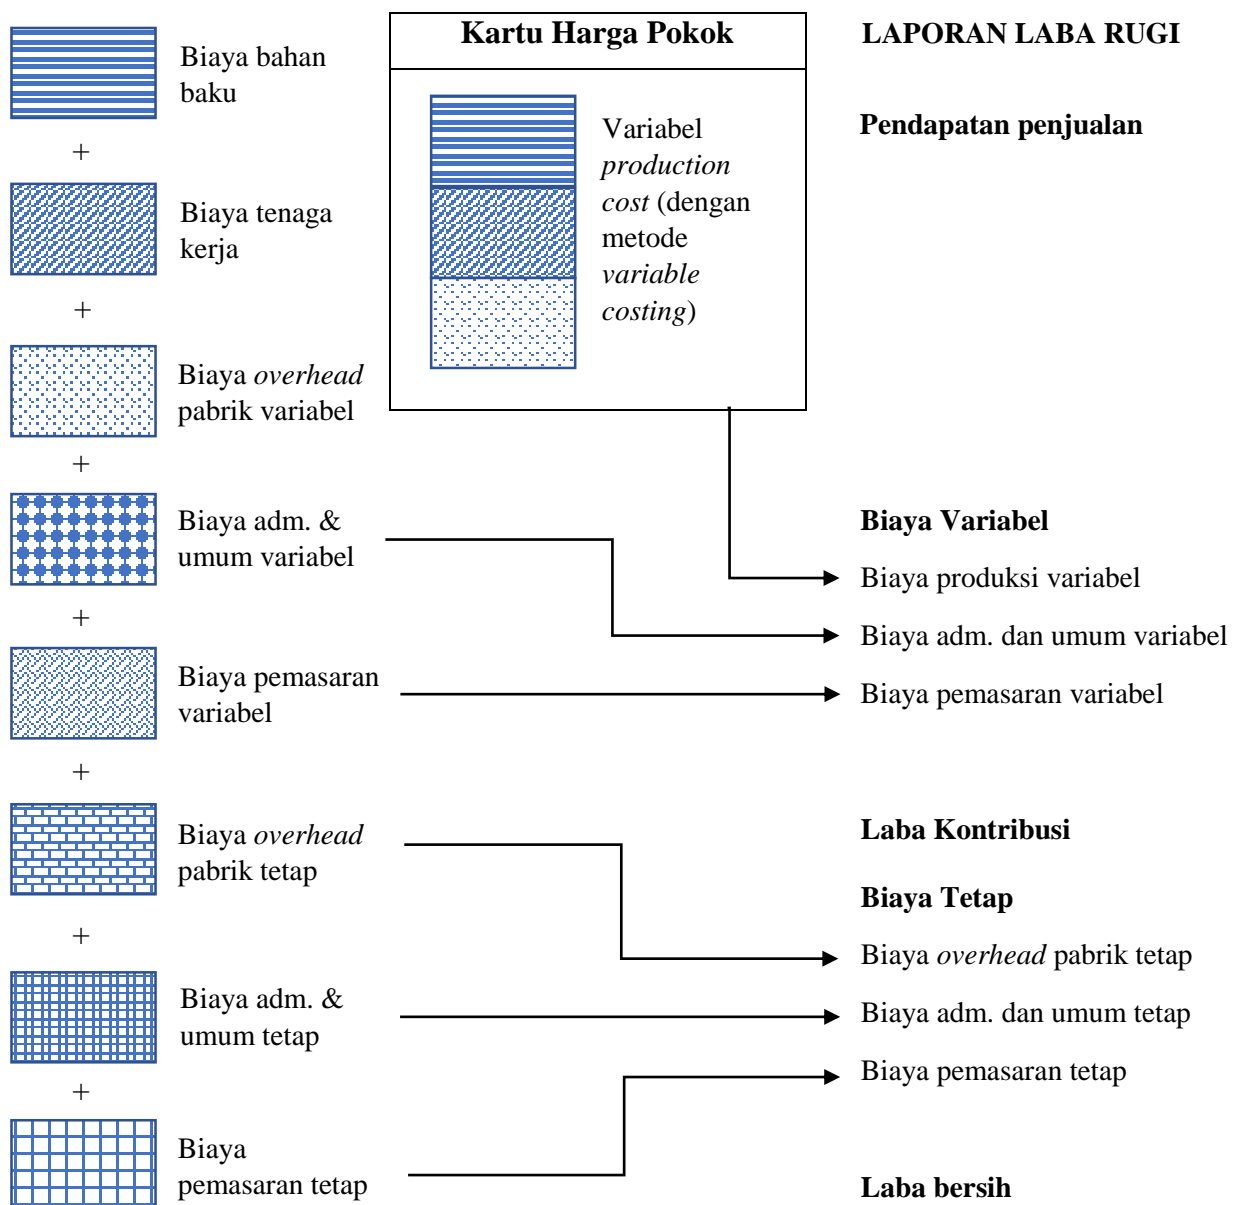 Biaya bahan
baku
+
Biaya tenaga
kerja
+
Biaya overhead
pabrik variabel
+
Biaya adm. &
umum variabel
+
Biaya pemasaran
variabel
+
Biaya overhead
pabrik tetap
+
Biaya adm. &
umum tetap
+
Biaya
pemasaran tetap
Kartu Harga Pokok
Variabel
production
cost (dengan
metode
variable
costing)
LAPORAN LABA RUGI
Pendapatan penjualan
Biaya Variabel
Biaya produksi variabel
Biaya adm. dan umum variabel
Biaya pemasaran variabel
Laba Kontribusi
Biaya Tetap
Biaya overhead pabrik tetap
Biaya adm. dan umum tetap
Biaya pemasaran tetap
Laba bersih